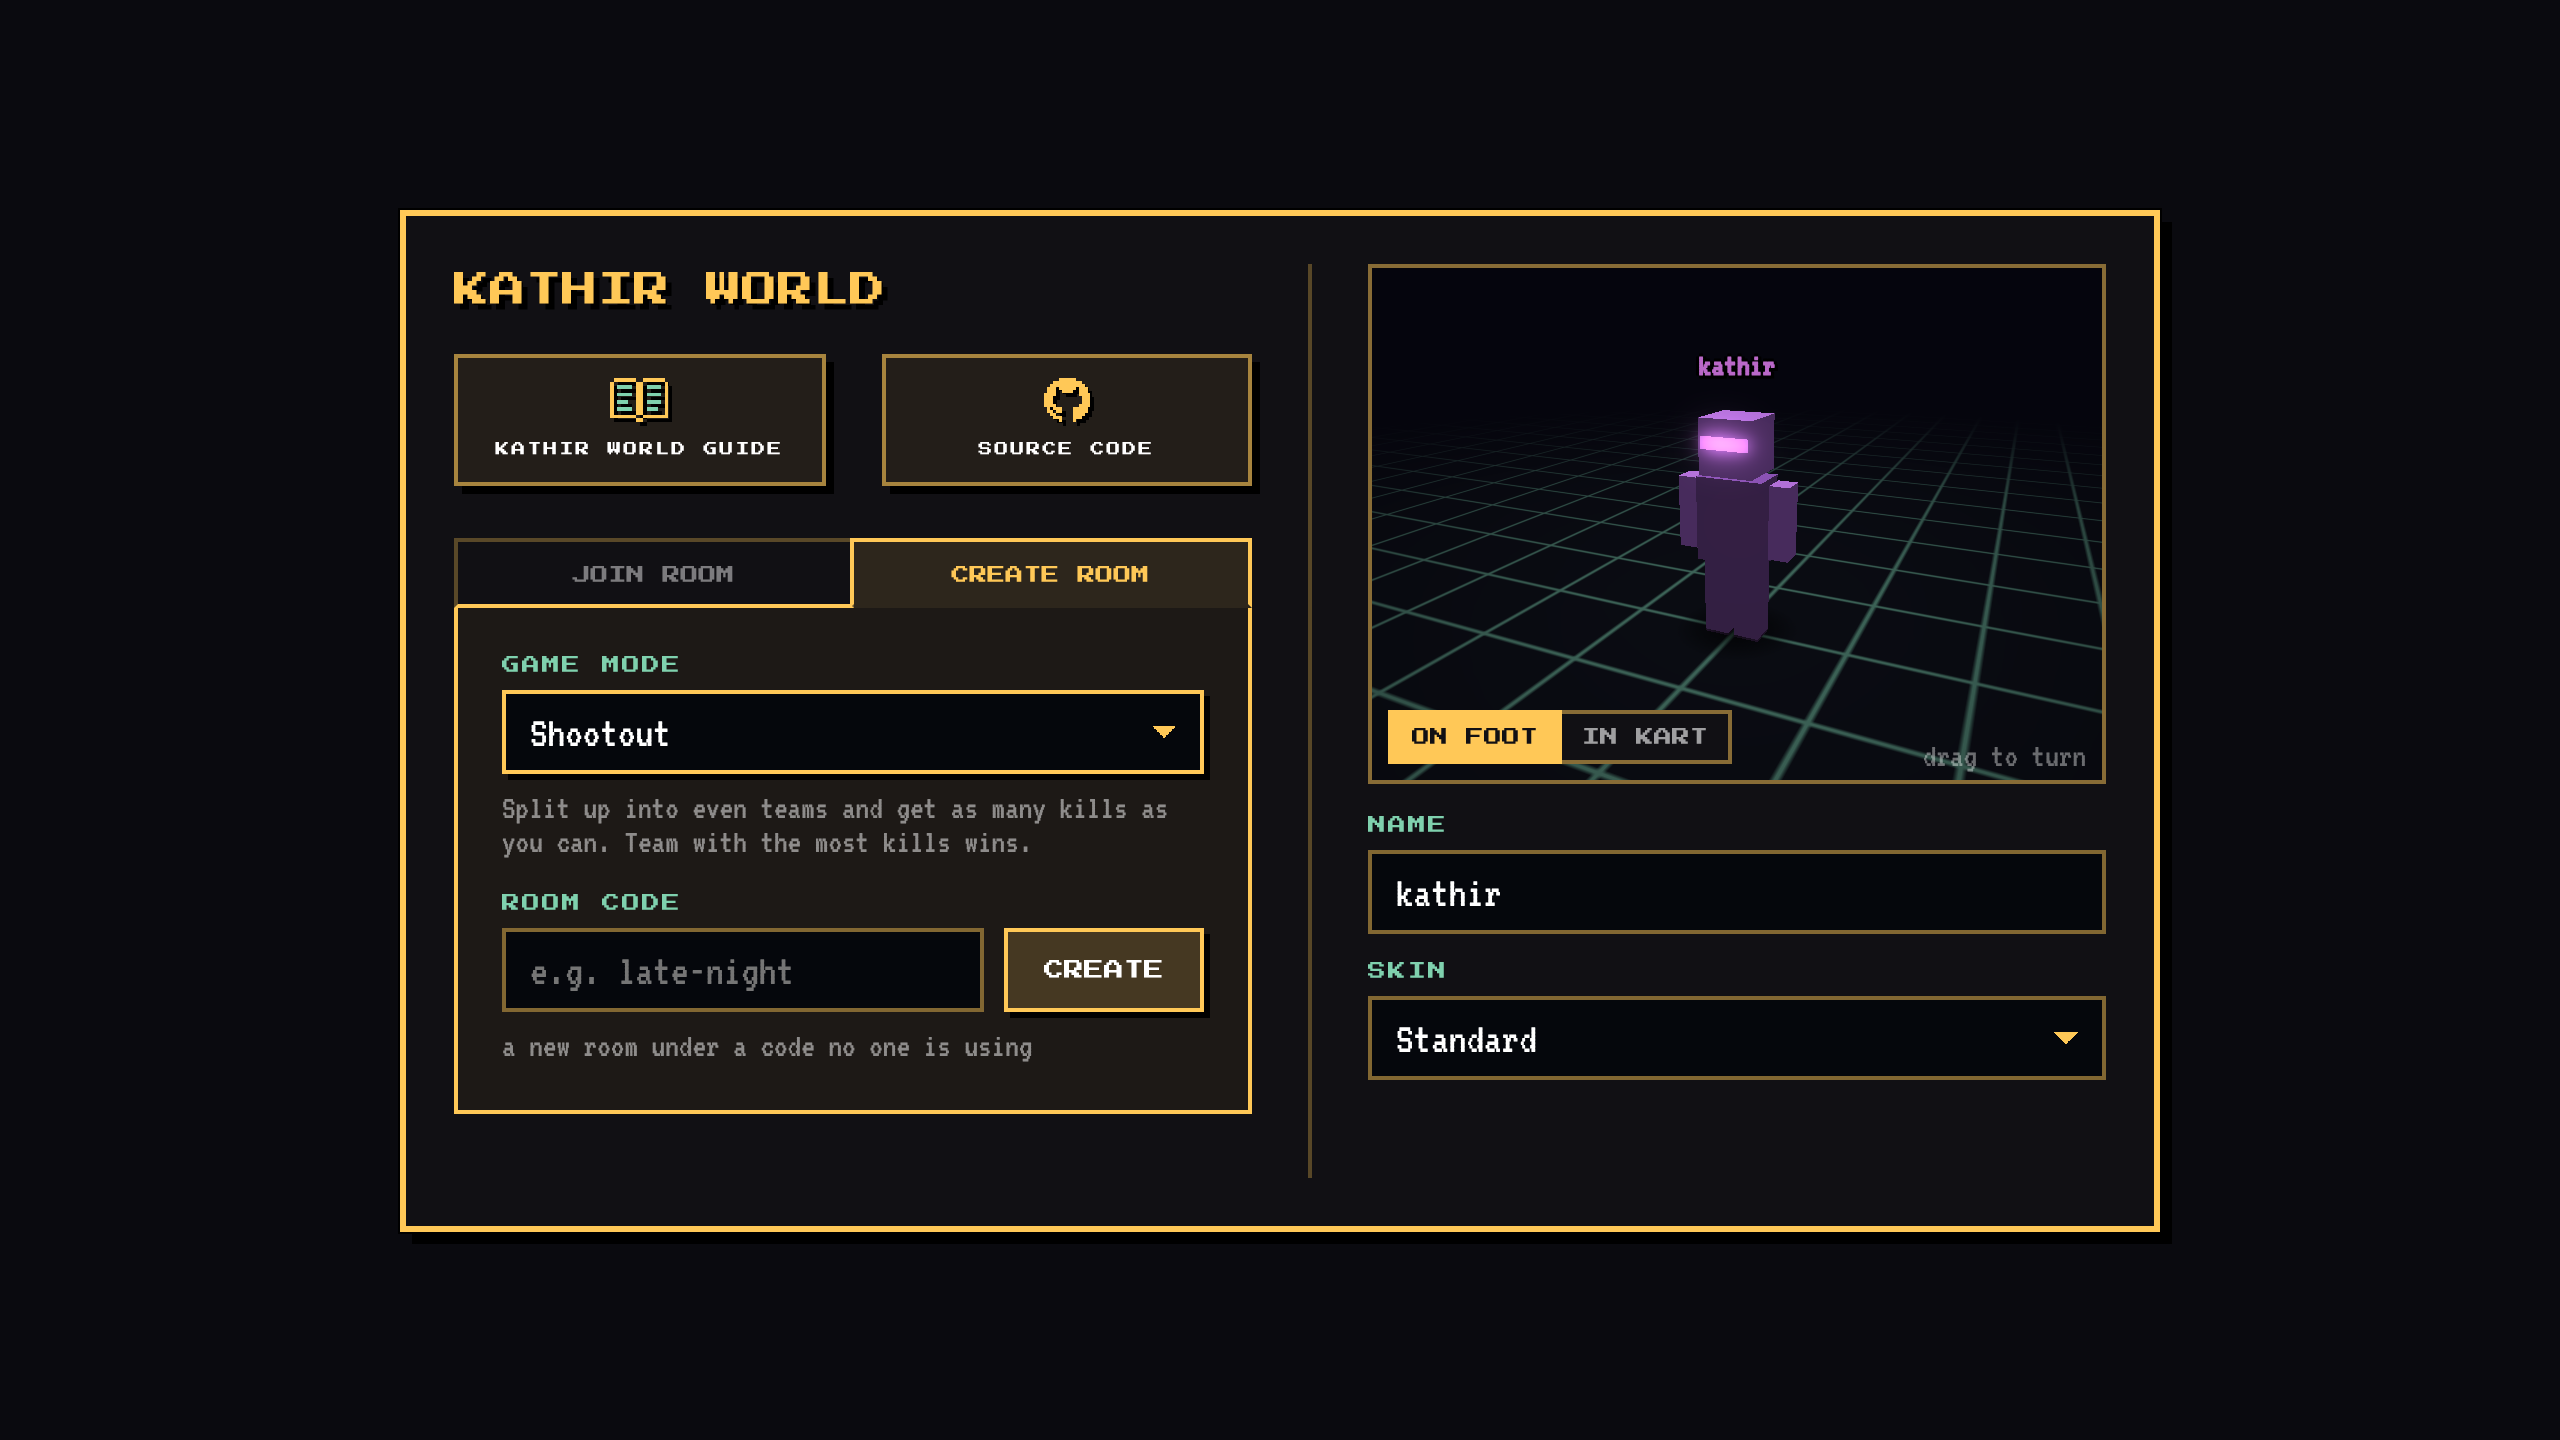 KATHIR WORLD
KATHIR WORLD GUIDE
SOURCE CODE
JOIN ROOM
CREATE ROOM
GAME MODE
Shootout
Split up into even teams and get as many kills as
you can. Team with the most kills wins.
ROOM CODE
e.g. late-night
CREATE
a new room under a code no one is using
kathir
ON FOOT
IN KART
drag to turn
NAME
kathir
SKIN
Standard